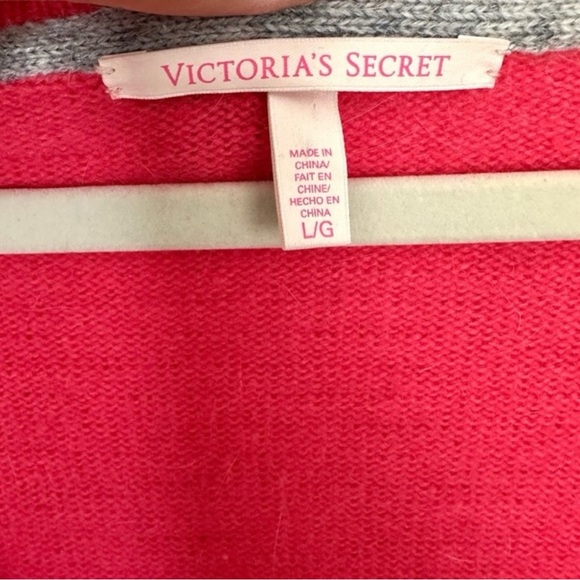 VICTORIA'S SECRET
MADE IN
CHINA/
FAIT EN
CHINE/
HECHO EN
CHINA
L/G